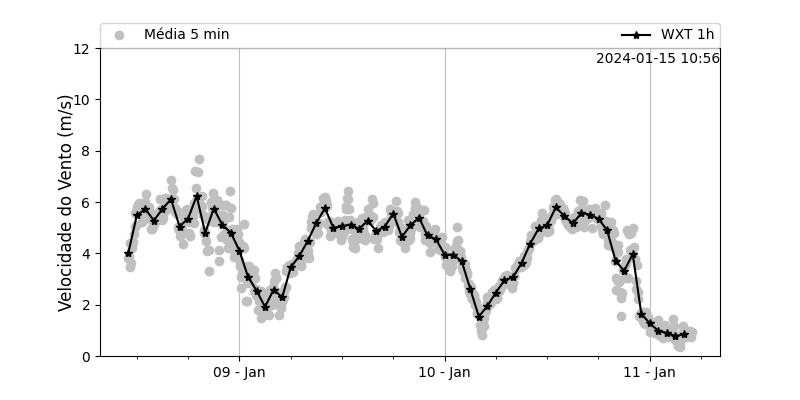 Média 5 min
WXT 1h
2024-01-15 10:56
Velocidade do Vento (m/s)
12
10
8
6
4
2
0
09 - Jan
10 - Jan
11 - Jan